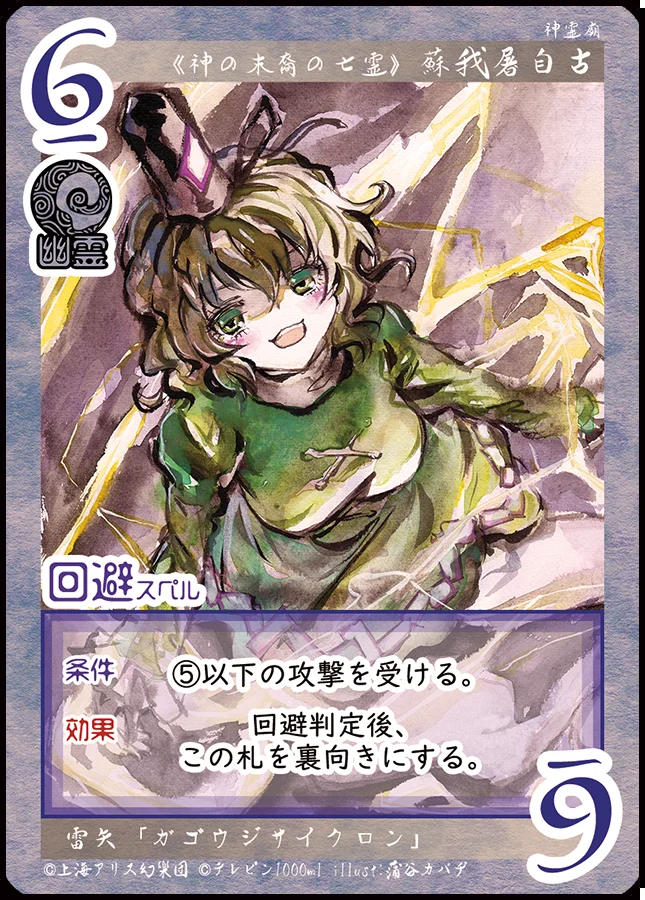 神霊廟
6
《神の末裔の亡霊》 蘇我屠自古
幽霊
回避スペル
条件 ⑤以下の攻撃を受ける。
効果 回避判定後、
この札を裏向きにする。
6
雷矢「ガゴウジサイクロン」
©上海アリス幻樂団 ©テレピン1000ml illust:蒲谷カバヂ